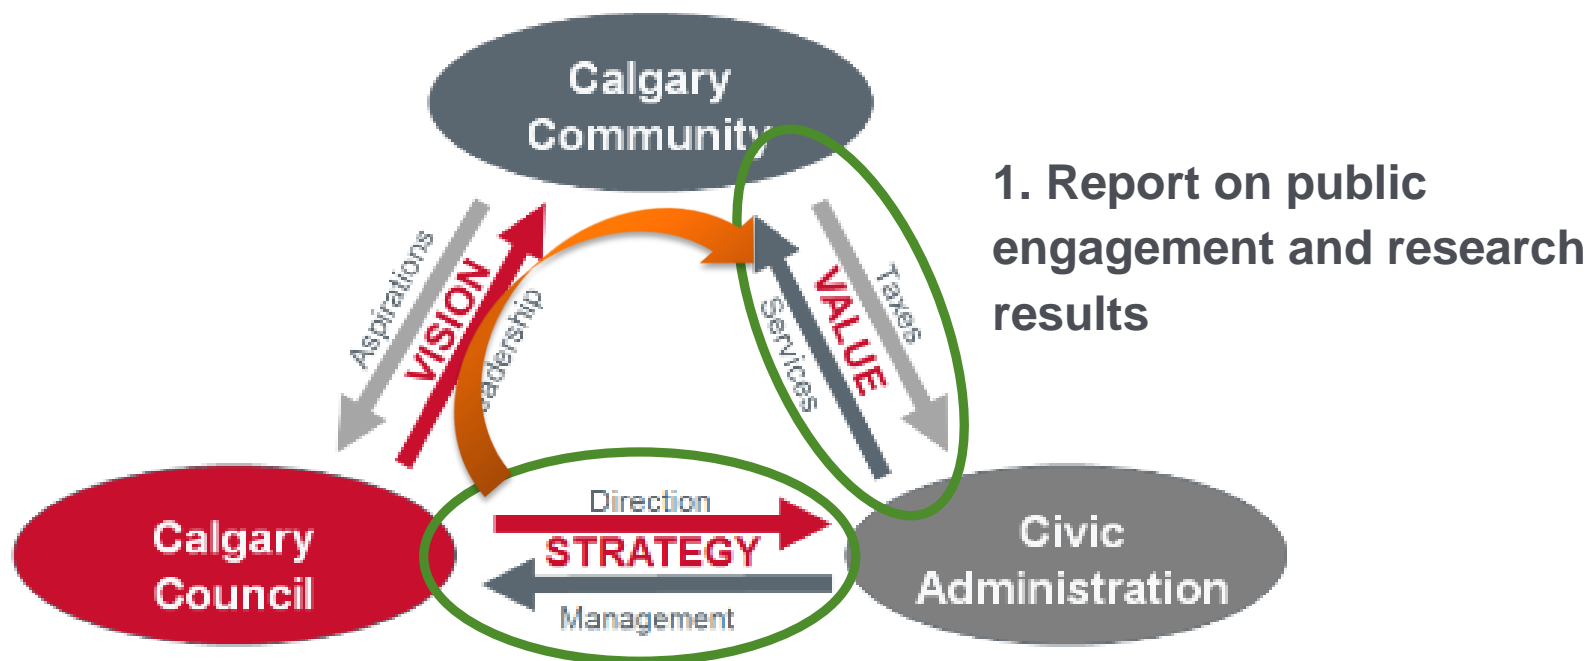 Calgary
Community
1. Report on public
engagement and research
results
Aspirations
VISION
eadership
Services
VALUE
Taxes
Calgary
Council
Direction
STRATEGY
Management
Civic
Administration